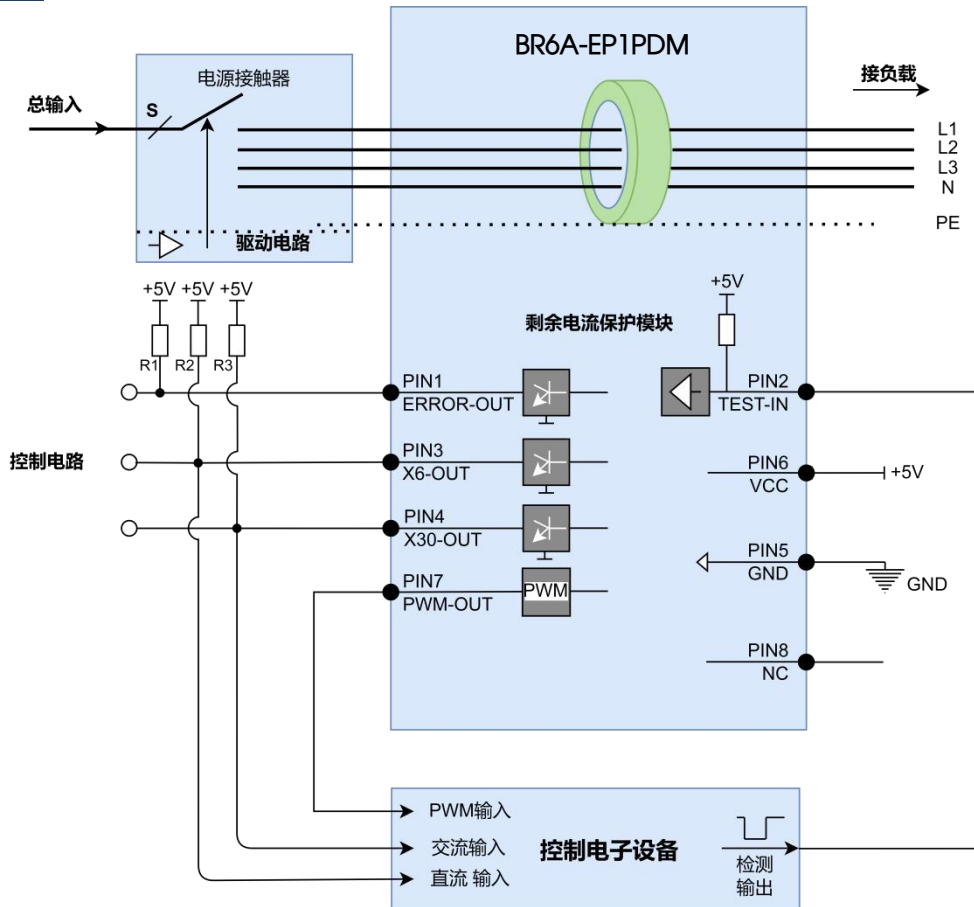 BR6A-EP1PDM
电源接触器
接负载
总输入
S
L1
L2
L3
N
PE
驱动电路
+5V
+5V
+5V
+5V
剩余电流保护模块
R1
R2
R3
PIN1
ERROR-OUT
PIN2
TEST-IN
控制电路
PIN3
X6-OUT
PIN6
VCC
+5V
PIN4
X30-OUT
PIN5
GND
GND
PIN7
PWM-OUT
PWM
PIN8
NC
PWM输入
交流输入
直流 输入
控制电子设备
检测
输出